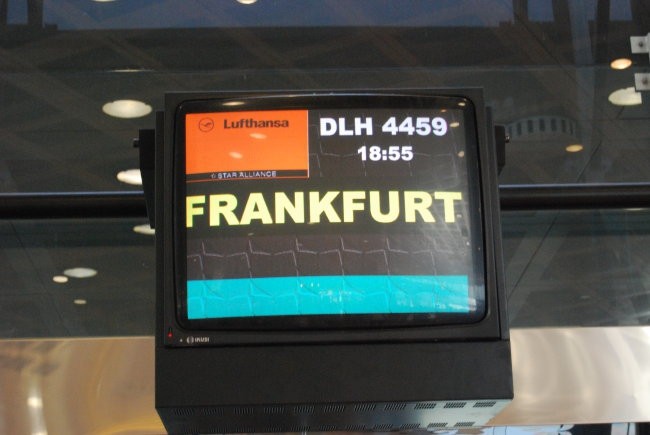 Lufthansa
DLH 4459
18:55
STAR ALLIANCE
FRANKFURT